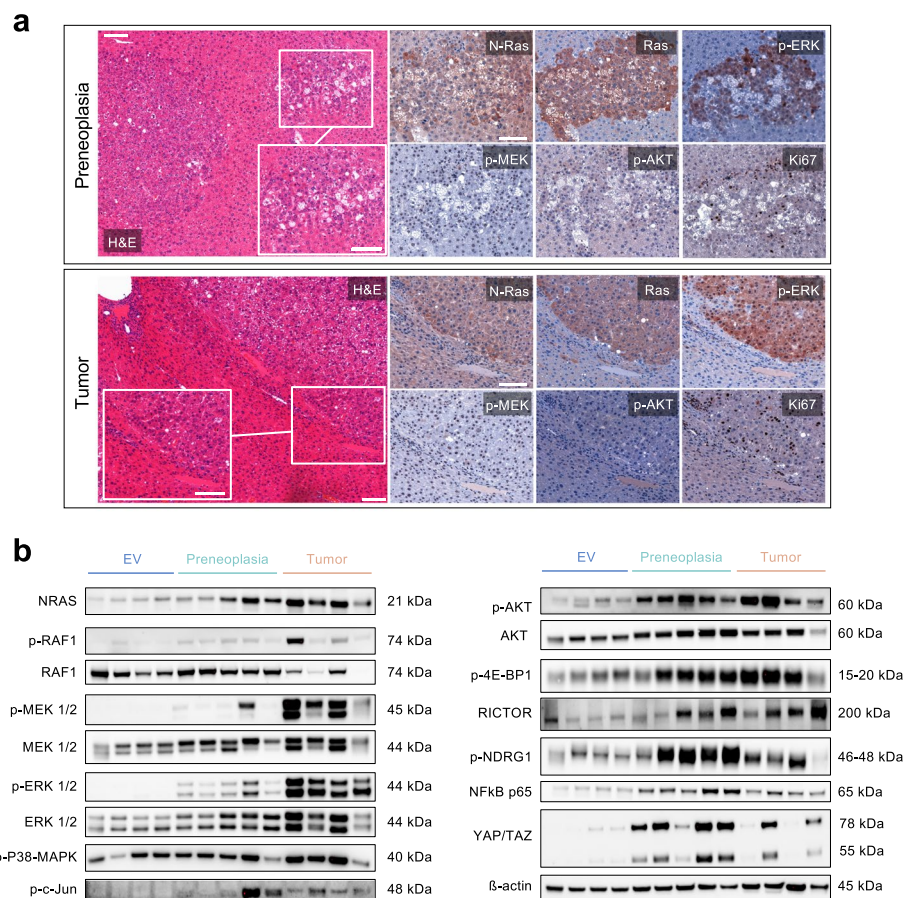 a
Preneoplasia
H&E
N-Ras
Ras
p-ERK
p-MEK
p-AKT
Ki67
Tumor
H&E
N-Ras
Ras
p-ERK
p-MEK
p-AKT
Ki67
b
EV Preneoplasia Tumor
NRAS 21 kDa
p-RAF1 74 kDa
RAF1 74 kDa
p-MEK 1/2 45 kDa
MEK 1/2 44 kDa
p-ERK 1/2 44 kDa
ERK 1/2 44 kDa
-P38-MAPK 40 kDa
p-c-Jun 48 kDa
EV Preneoplasia Tumor
p-AKT 60 kDa
AKT 60 kDa
p-4E-BP1 15-20 kDa
RICTOR 200 kDa
p-NDRG1 46-48 kDa
NFkB p65 65 kDa
YAP/TAZ 78 kDa
55 kDa
ß-actin 45 kDa